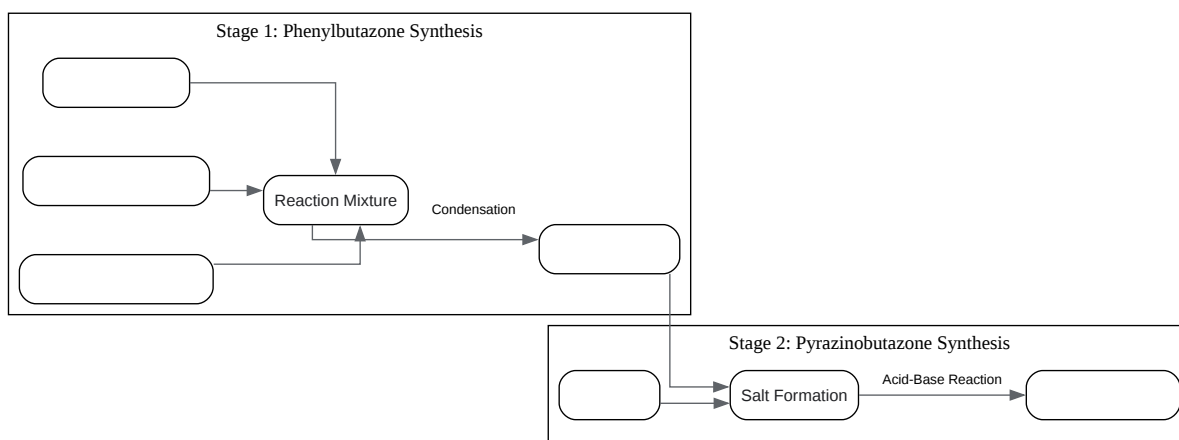 Stage 1: Phenylbutazone Synthesis
Reaction Mixture
Condensation
Stage 2: Pyrazinobutazone Synthesis
Salt Formation
Acid-Base Reaction